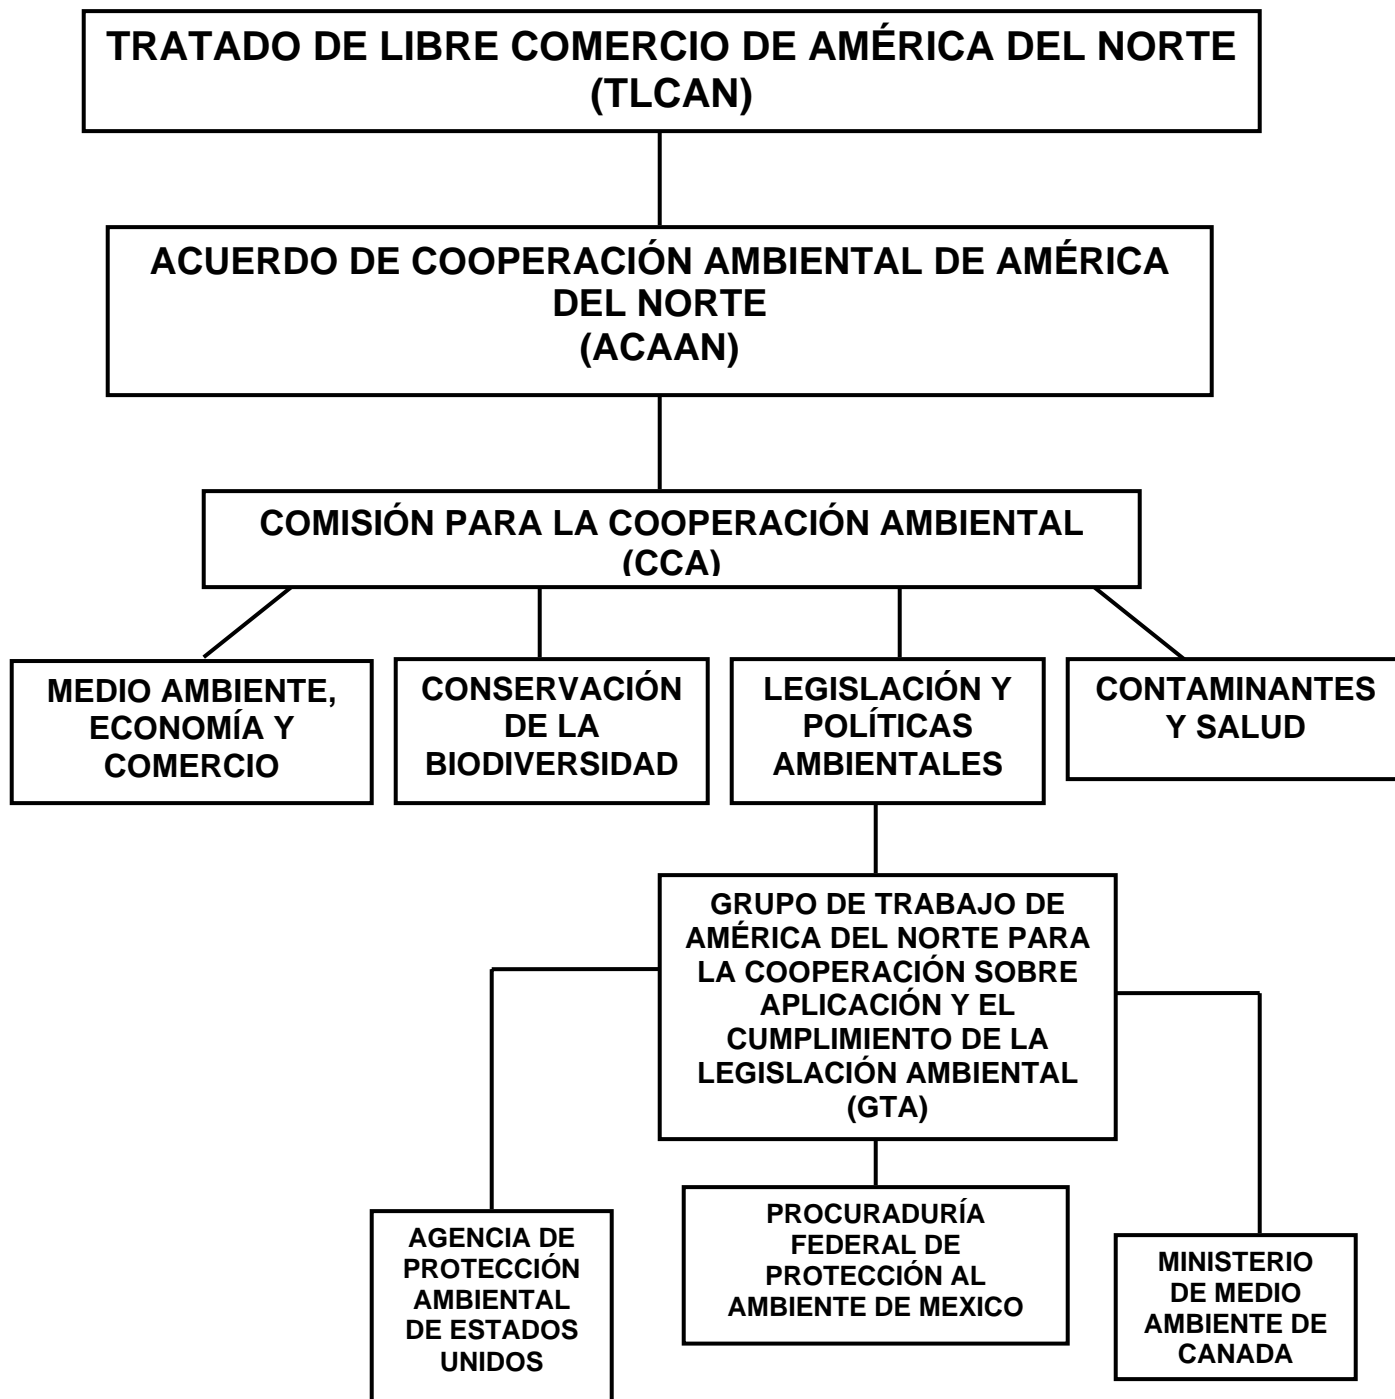 TRATADO DE LIBRE COMERCIO DE AMÉRICA DEL NORTE
(TLCAN)
ACUERDO DE COOPERACIÓN AMBIENTAL DE AMÉRICA
DEL NORTE
(ACAAN)
COMISIÓN PARA LA COOPERACIÓN AMBIENTAL
(CCA)
MEDIO AMBIENTE,
ECONOMÍA Y
COMERCIO
CONSERVACIÓN
DE LA
BIODIVERSIDAD
LEGISLACIÓN Y
POLÍTICAS
AMBIENTALES
CONTAMINANTES
Y SALUD
GRUPO DE TRABAJO DE
AMÉRICA DEL NORTE PARA
LA COOPERACIÓN SOBRE
APLICACIÓN Y EL
CUMPLIMIENTO DE LA
LEGISLACIÓN AMBIENTAL
(GTA)
AGENCIA DE
PROTECCIÓN
AMBIENTAL
DE ESTADOS
UNIDOS
PROCURADURÍA
FEDERAL DE
PROTECCIÓN AL
AMBIENTE DE MEXICO
MINISTERIO
DE MEDIO
AMBIENTE DE
CANADA